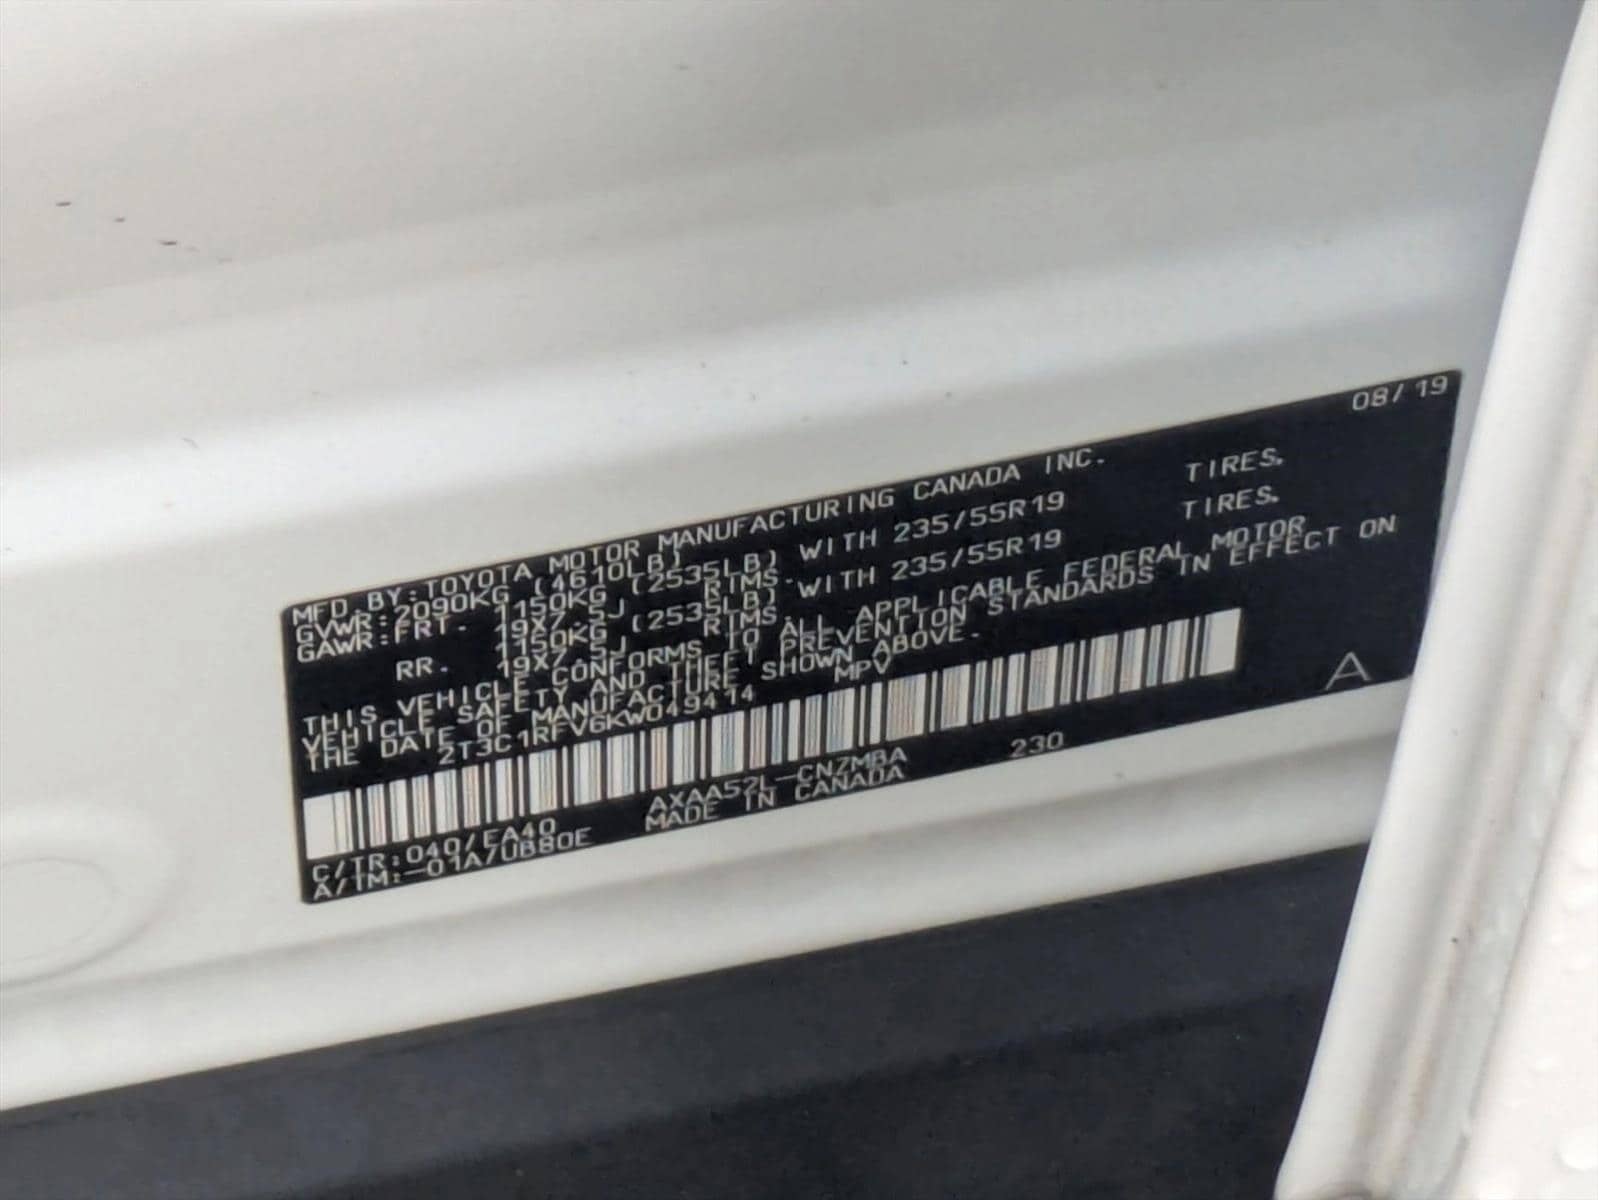 MFD.BY:TOYOTA MOTOR MANUFACTURING CANADA INC. 08/19
GVWR:2090KG (4610LB)
GAWR:FRT. 1150KG (2535LB) WITH 235/55R19 TIRES.
19X7.5J RIMS.
RR. 1150KG (2535LB) WITH 235/55R19 TIRES.
19X7.5J RIMS.
THIS VEHICLE CONFORMS TO ALL APPLICABLE FEDERAL MOTOR
VEHICLE SAFETY AND THEFT PREVENTION STANDARDS IN EFFECT ON
THE DATE OF MANUFACTURE SHOWN ABOVE.
2T3C1RFV6KW049414 MPV
A
C/TR:040/EA40 AXAA52L-CNZMBA 230
A/TM:-01A/UB80E MADE IN CANADA